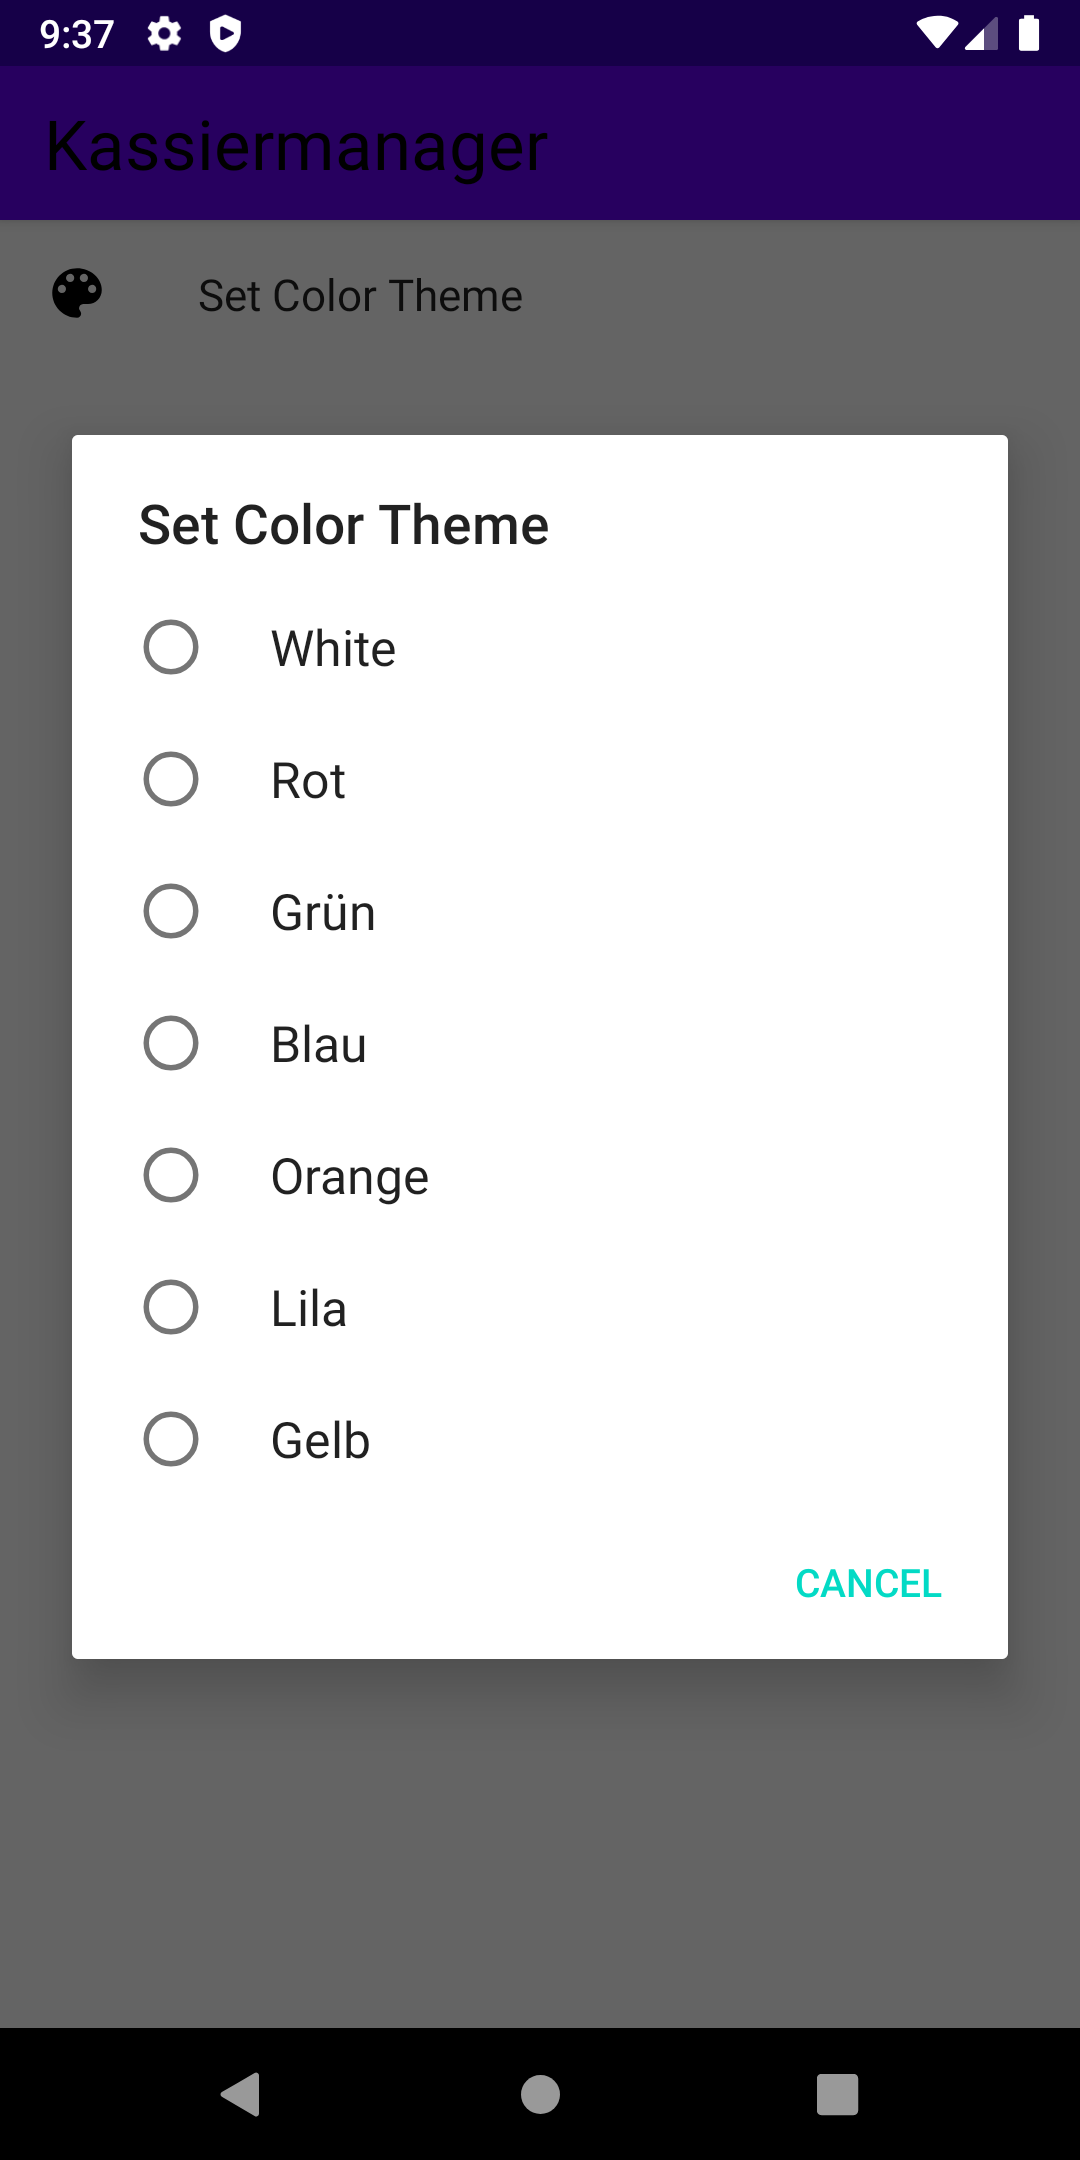 9:37
Kassiermanager
Set Color Theme
Set Color Theme
White
Rot
Grün
Blau
Orange
Lila
Gelb
CANCEL